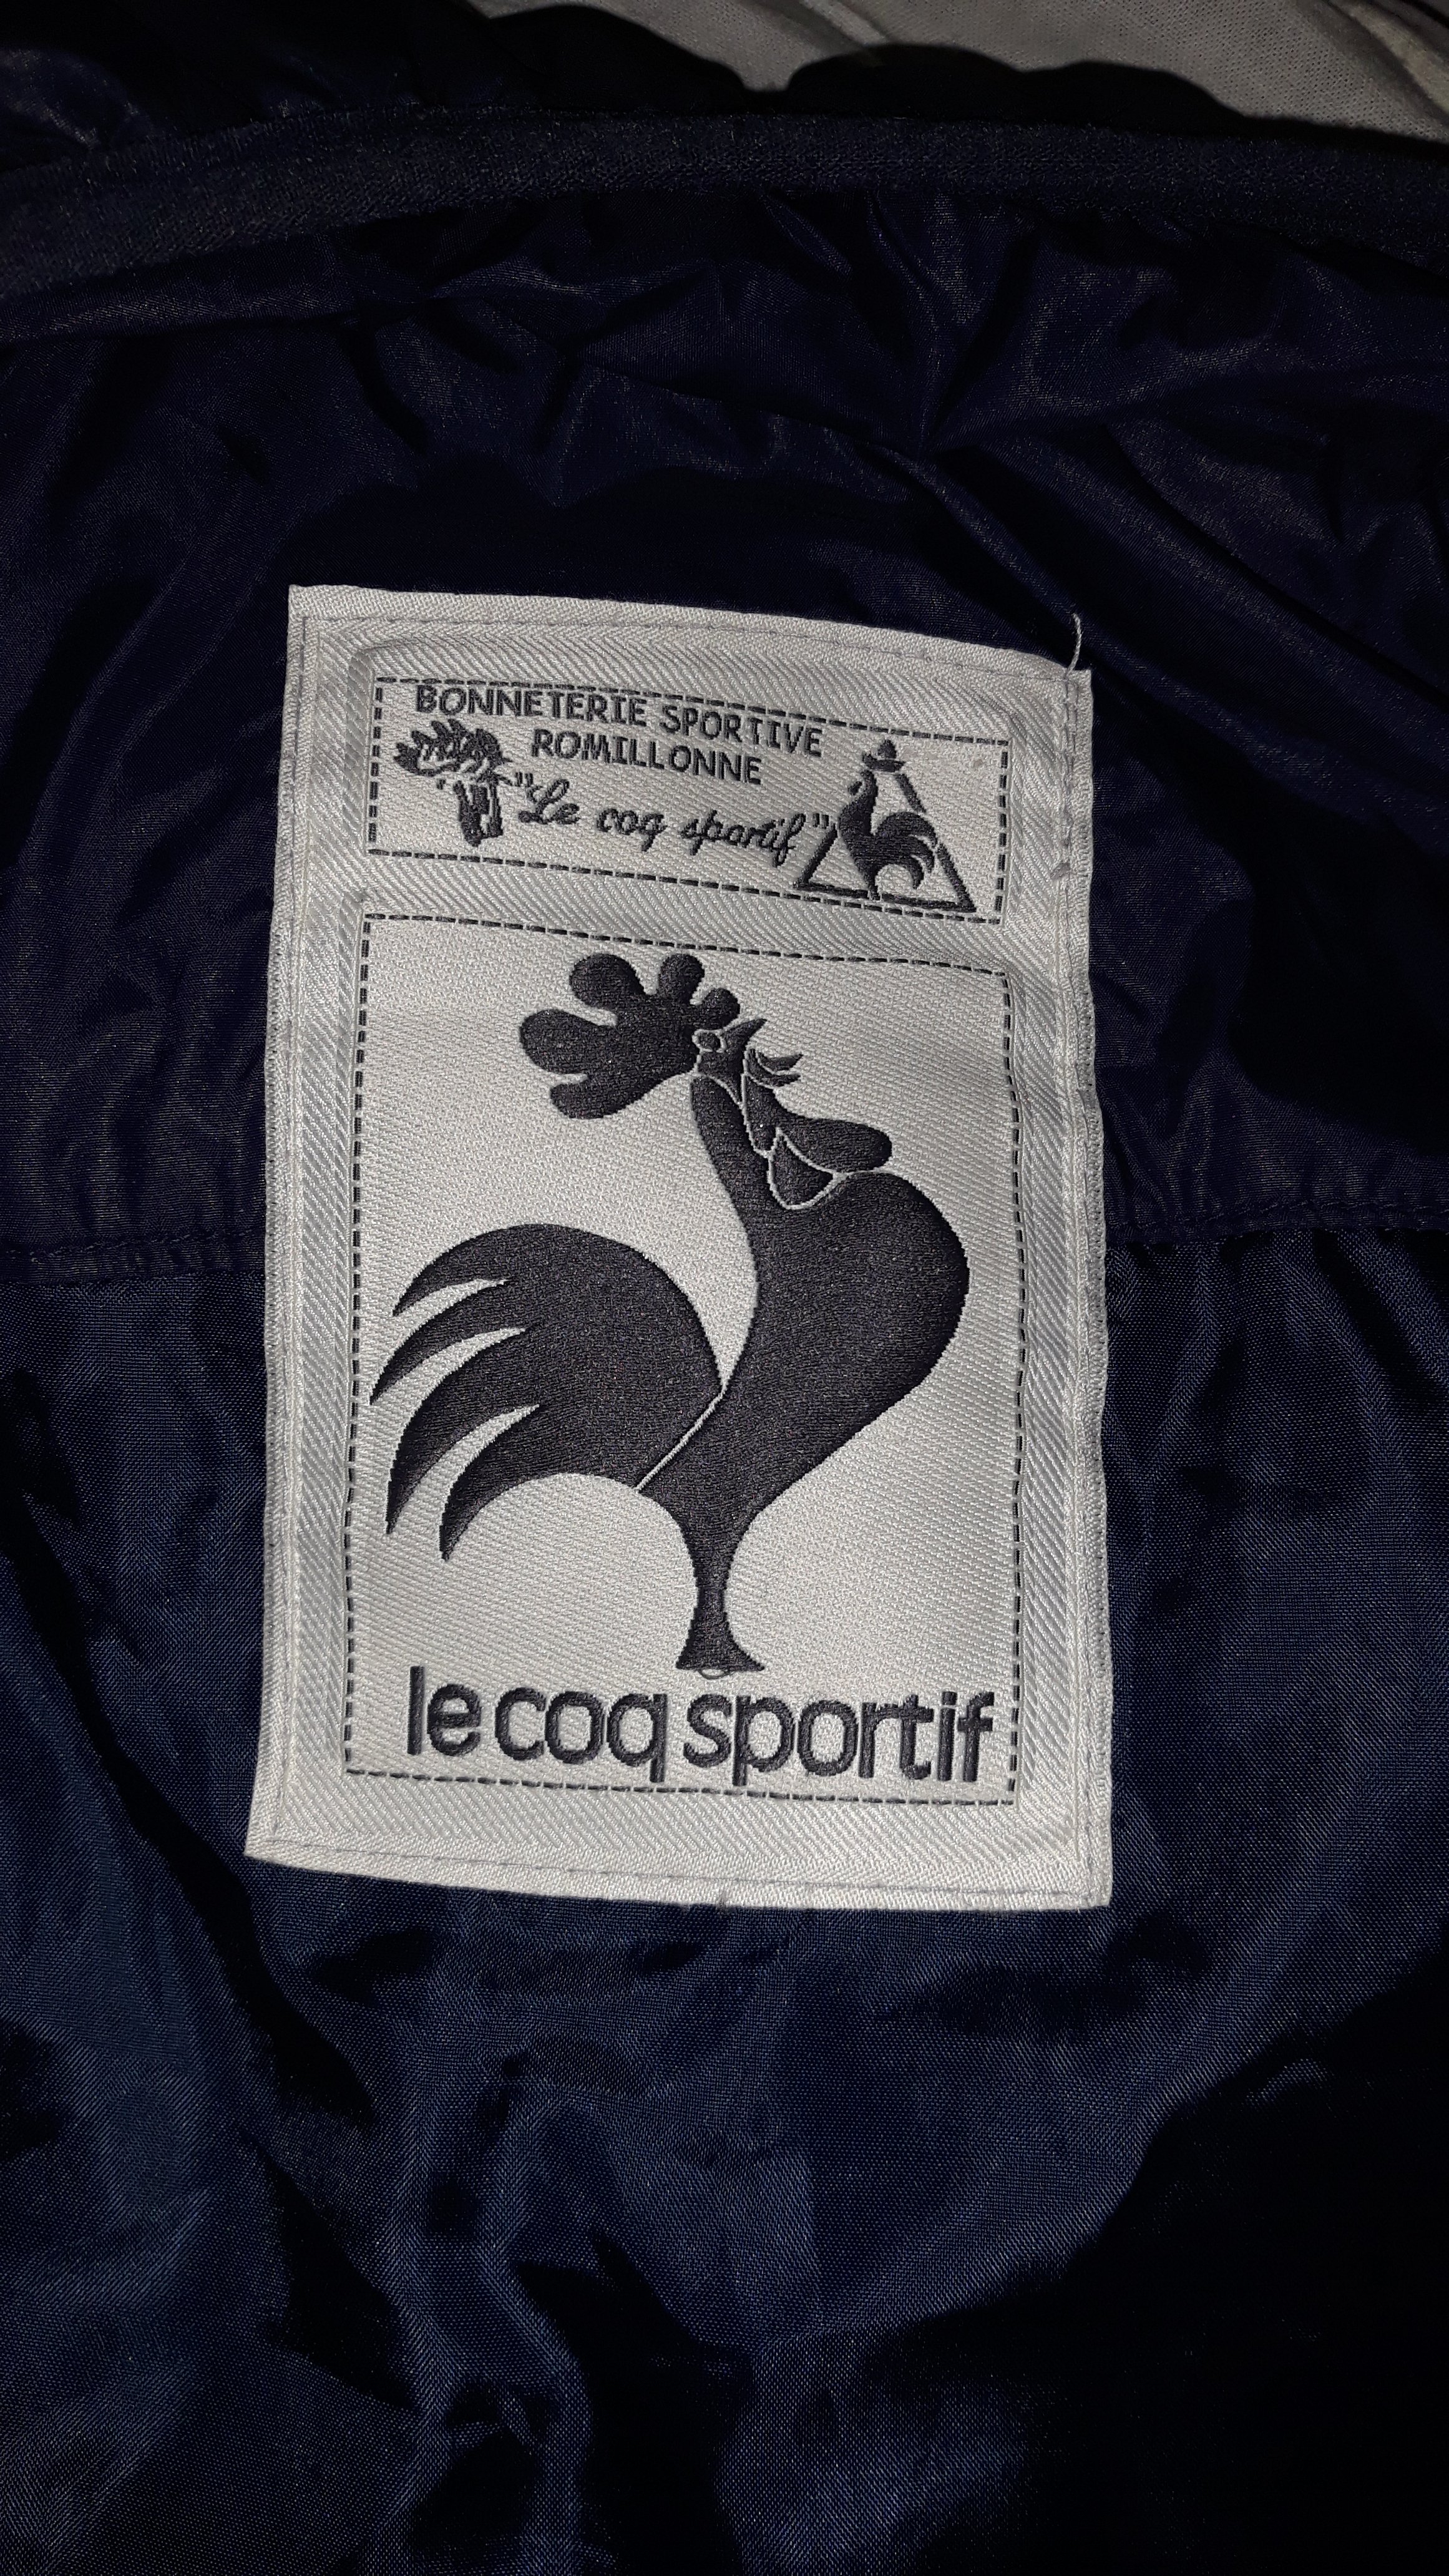 BONNETERIE SPORTIVE
ROMILLONNE
"Le coq sportif"
le coq sportif